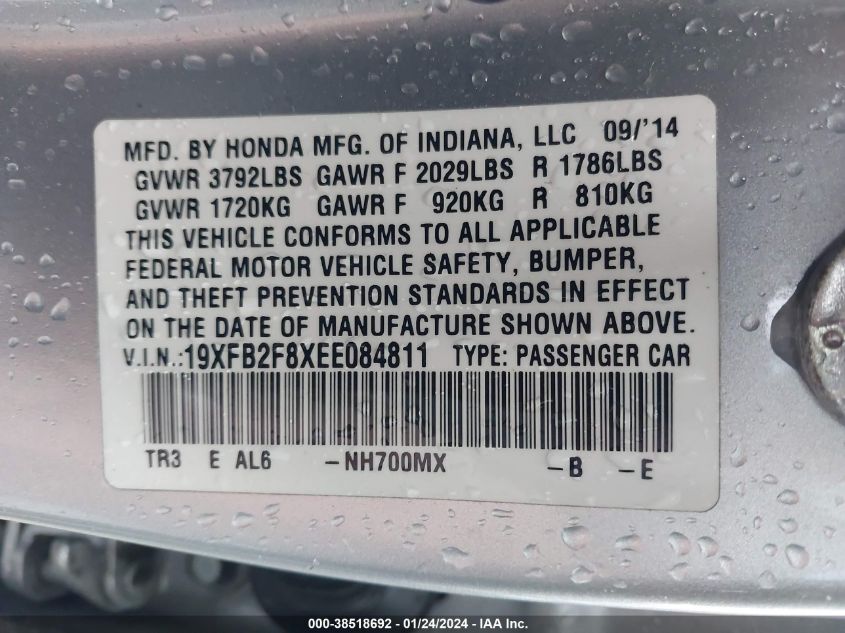 MFD. BY HONDA MFG. OF INDIANA, LLC 09/'14
GVWR 3792LBS GAWR F 2029LBS R 1786LBS
GVWR 1720KG GAWR F 920KG R 810KG
THIS VEHICLE CONFORMS TO ALL APPLICABLE
FEDERAL MOTOR VEHICLE SAFETY, BUMPER,
AND THEFT PREVENTION STANDARDS IN EFFECT
ON THE DATE OF MANUFACTURE SHOWN ABOVE.
V.I.N.:19XFB2F8XEE084811 TYPE: PASSENGER CAR
TR3 E AL6 -NH700MX -B -E
000-38518692 - 01/24/2024 - IAA Inc.